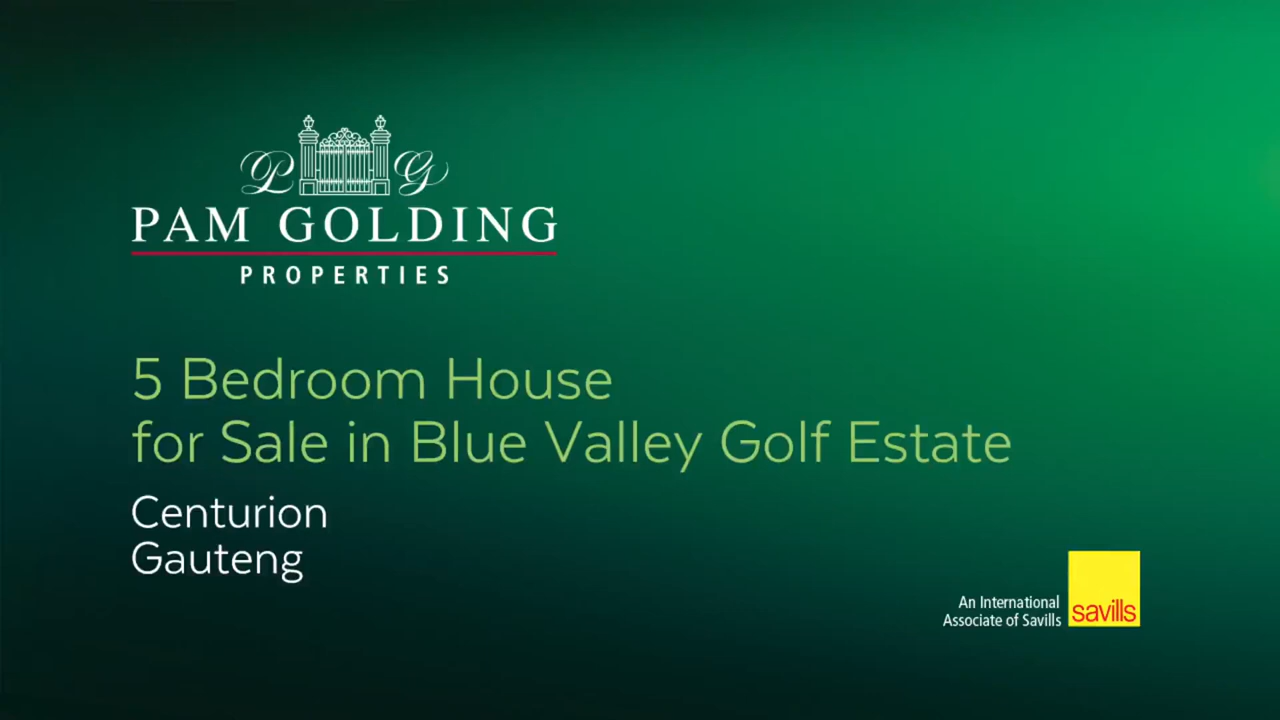 P G
PAM GOLDING
PROPERTIES
5 Bedroom House
for Sale in Blue Valley Golf Estate
Centurion
Gauteng
An International
Associate of Savills
savills